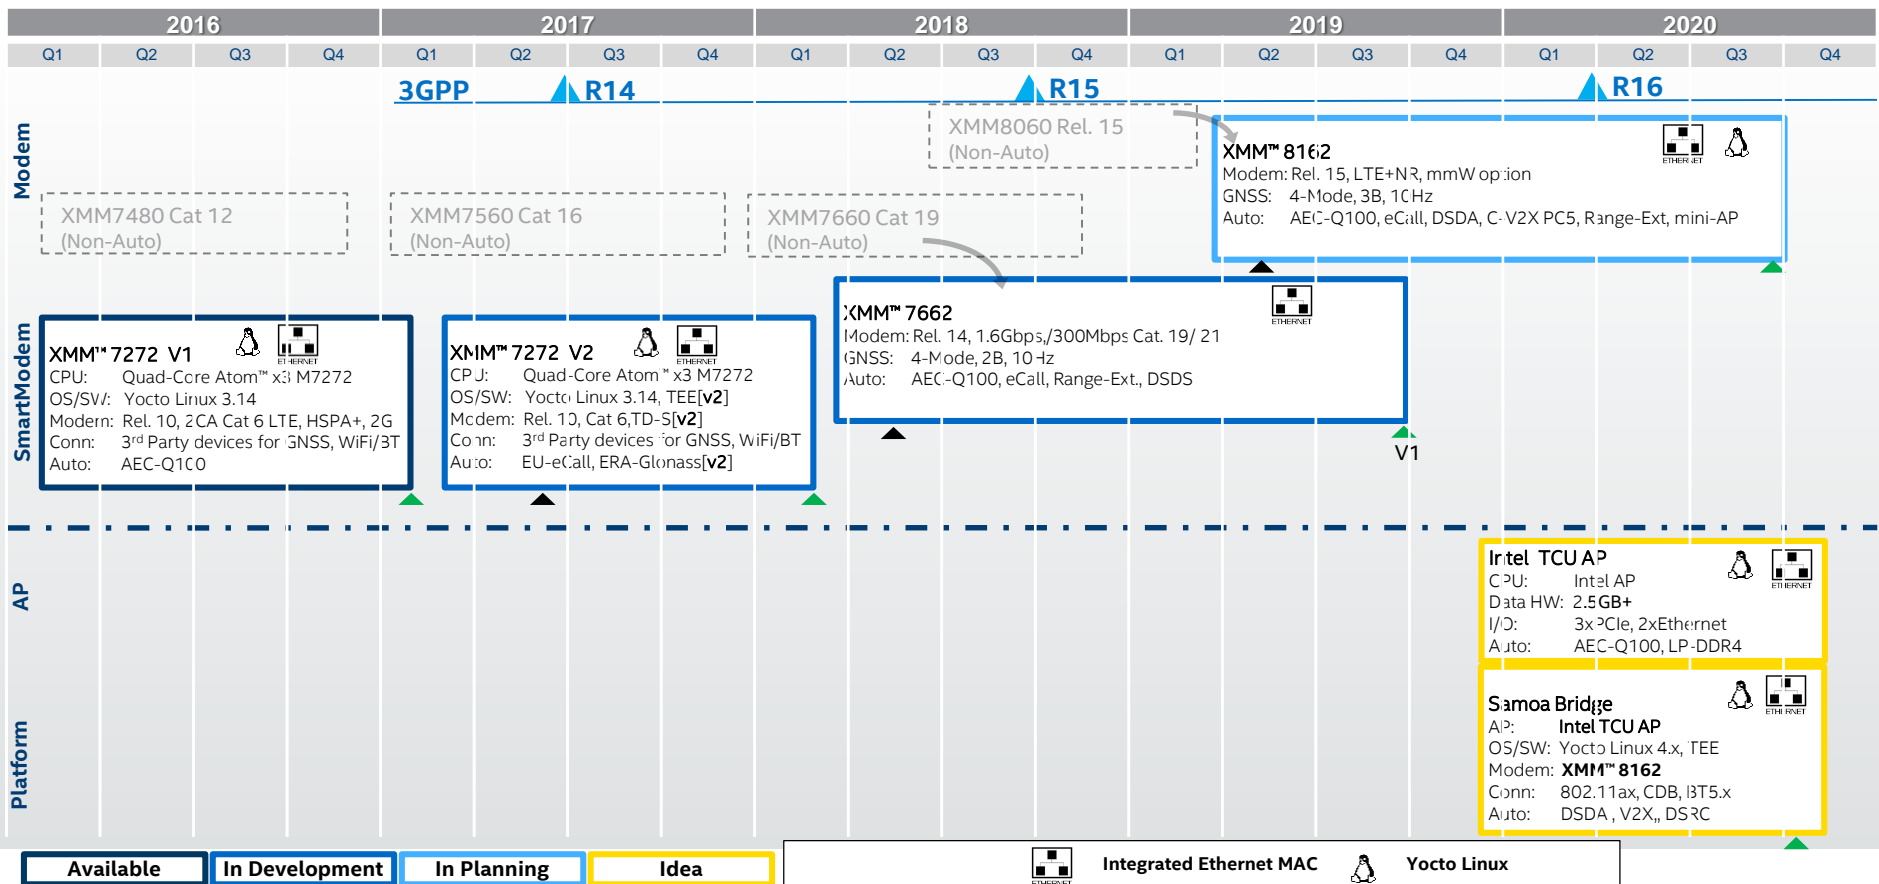 2016 2017 2018 2019 2020
Q1 Q2 Q3 Q4 Q1 Q2 Q3 Q4 Q1 Q2 Q3 Q4 Q1 Q2 Q3 Q4 Q1 Q2 Q3 Q4
3GPP R14 R15 R16
Modem
XMM8060 Rel. 15
(Non-Auto)
XMM™ 8162
ETHERNET
Modem: Rel. 15, LTE+NR, mmW option
GNSS: 4-Mode, 3B, 10Hz
Auto: AEC-Q100, eCall, DSDA, C-V2X PC5, Range-Ext, mini-AP
XMM7480 Cat 12
(Non-Auto)
XMM7560 Cat 16
(Non-Auto)
XMM7660 Cat 19
(Non-Auto)
SmartModem
XMM™ 7272 V1
ETHERNET
CPU: Quad-Core Atom™ x3 M7272
OS/SW: Yocto Linux 3.14
Modem: Rel. 10, 2CA Cat 6 LTE, HSPA+, 2G
Conn: 3rd Party devices for GNSS, WiFi/BT
Auto: AEC-Q100
XMM™ 7272 V2
ETHERNET
CPU: Quad-Core Atom™ x3 M7272
OS/SW: Yocto Linux 3.14, TEE[v2]
Modem: Rel. 10, Cat 6,TD-S[v2]
Conn: 3rd Party devices for GNSS, WiFi/BT
Auto: EU-eCall, ERA-Glonass[v2]
XMM™ 7662
ETHERNET
Modem: Rel. 14, 1.6Gbps,/300Mbps Cat. 19/ 21
GNSS: 4-Mode, 2B, 10 Hz
Auto: AEC-Q100, eCall, Range-Ext., DSDS
V1
AP
Intel TCU AP
ETHERNET
CPU: Intel AP
Data HW: 2.5GB+
I/O: 3xPCIe, 2xEthernet
Auto: AEC-Q100, LP-DDR4
Platform
Samoa Bridge
ETHERNET
AP: Intel TCU AP
OS/SW: Yocto Linux 4.x, TEE
Modem: XMM™ 8162
Conn: 802.11ax, CDB, BT5.x
Auto: DSDA , V2X,, DSRC
Available In Development In Planning Idea
ETHERNET
Integrated Ethernet MAC Yocto Linux